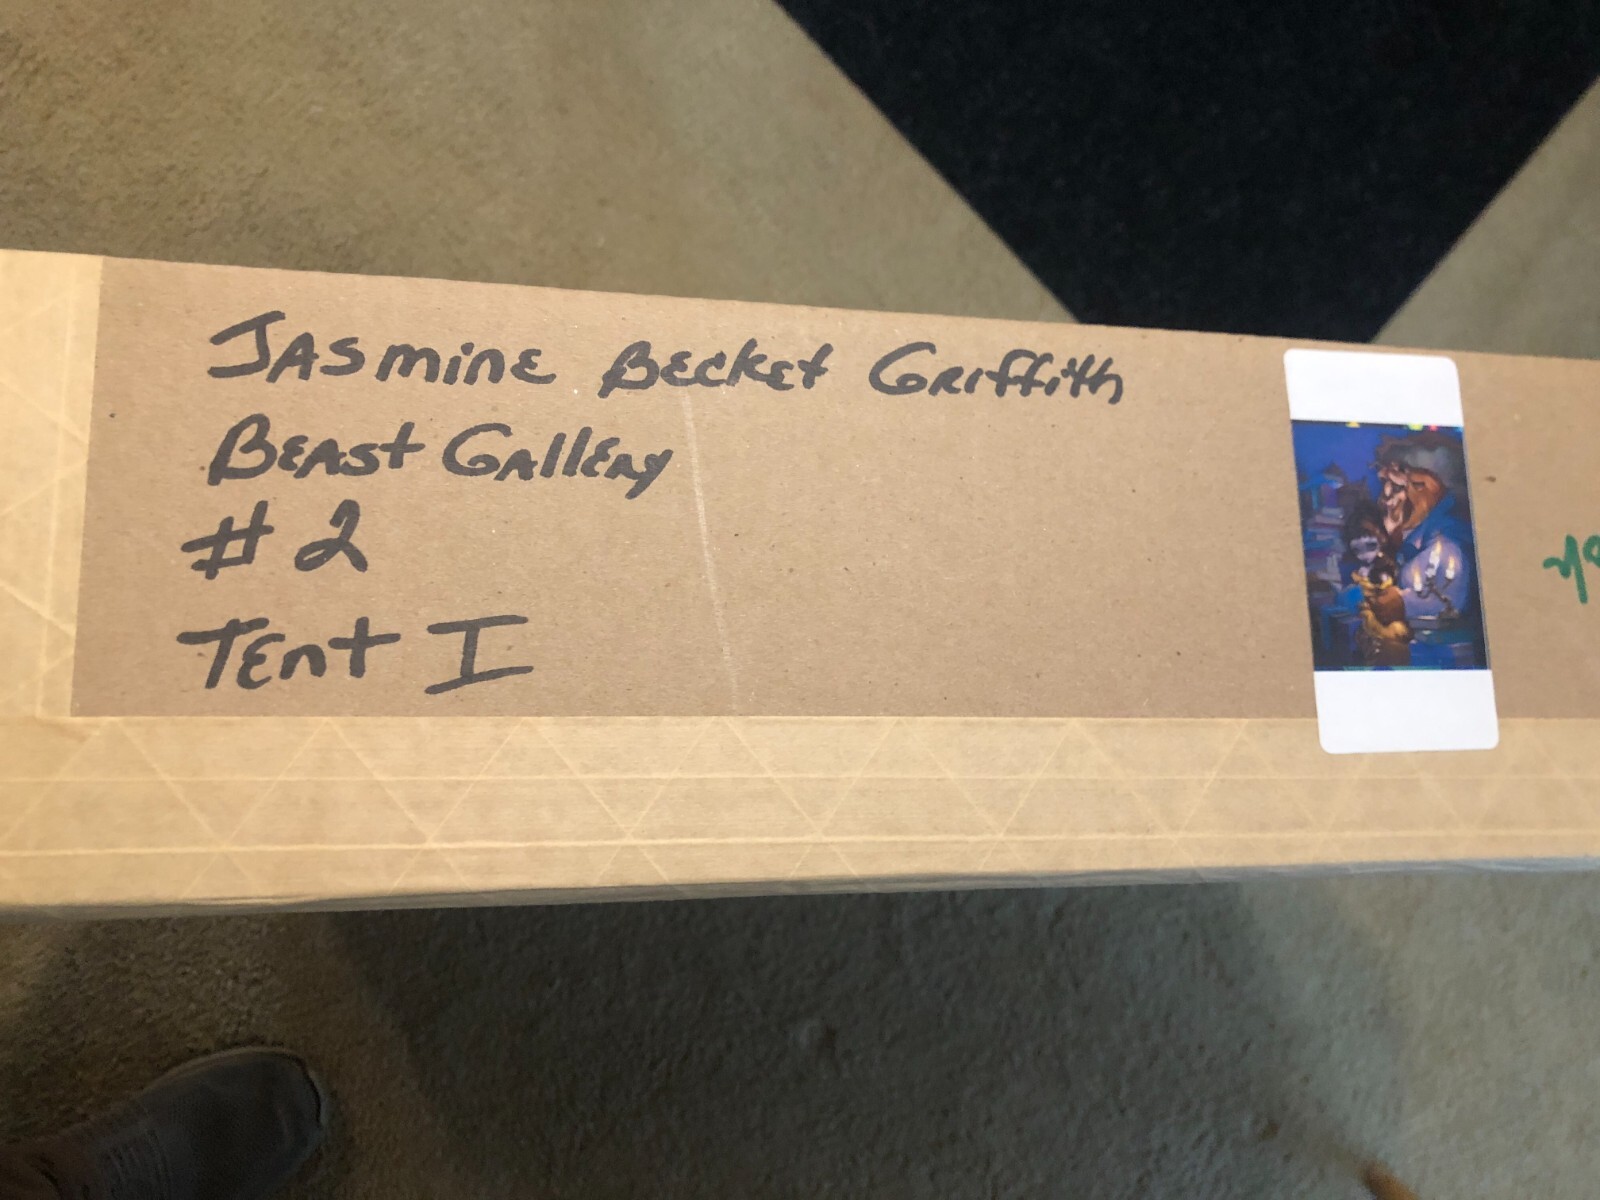 Jasmine Becket Griffith
Beast Gallery
# 2
Tent I